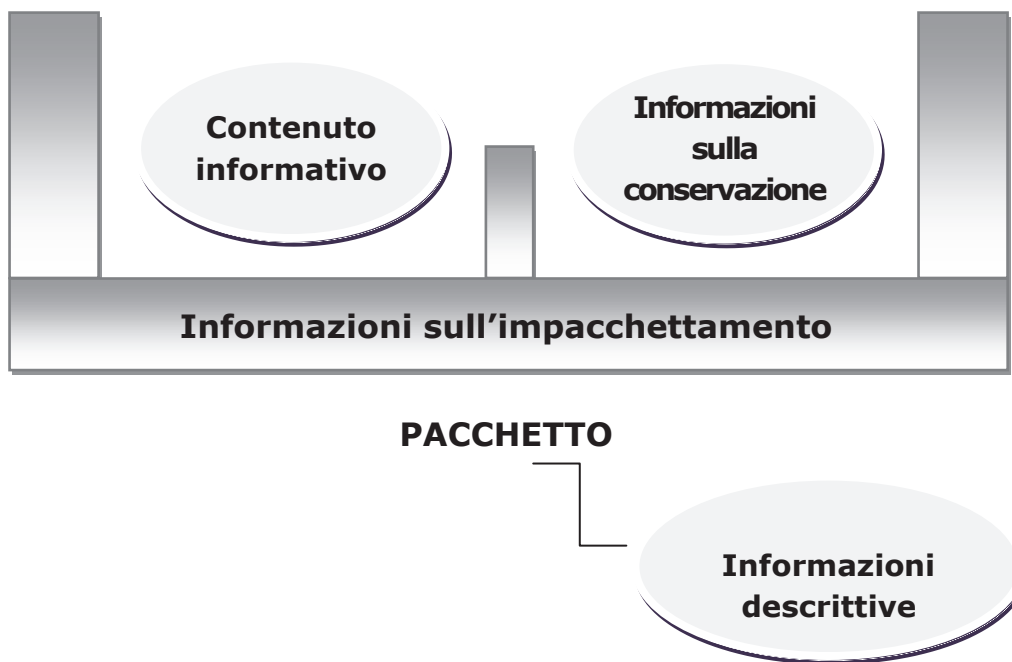 Contenuto
informativo
Informazioni
sulla
conservazione
Informazioni sull’impacchettamento
PACCHETTO
Informazioni
descrittive